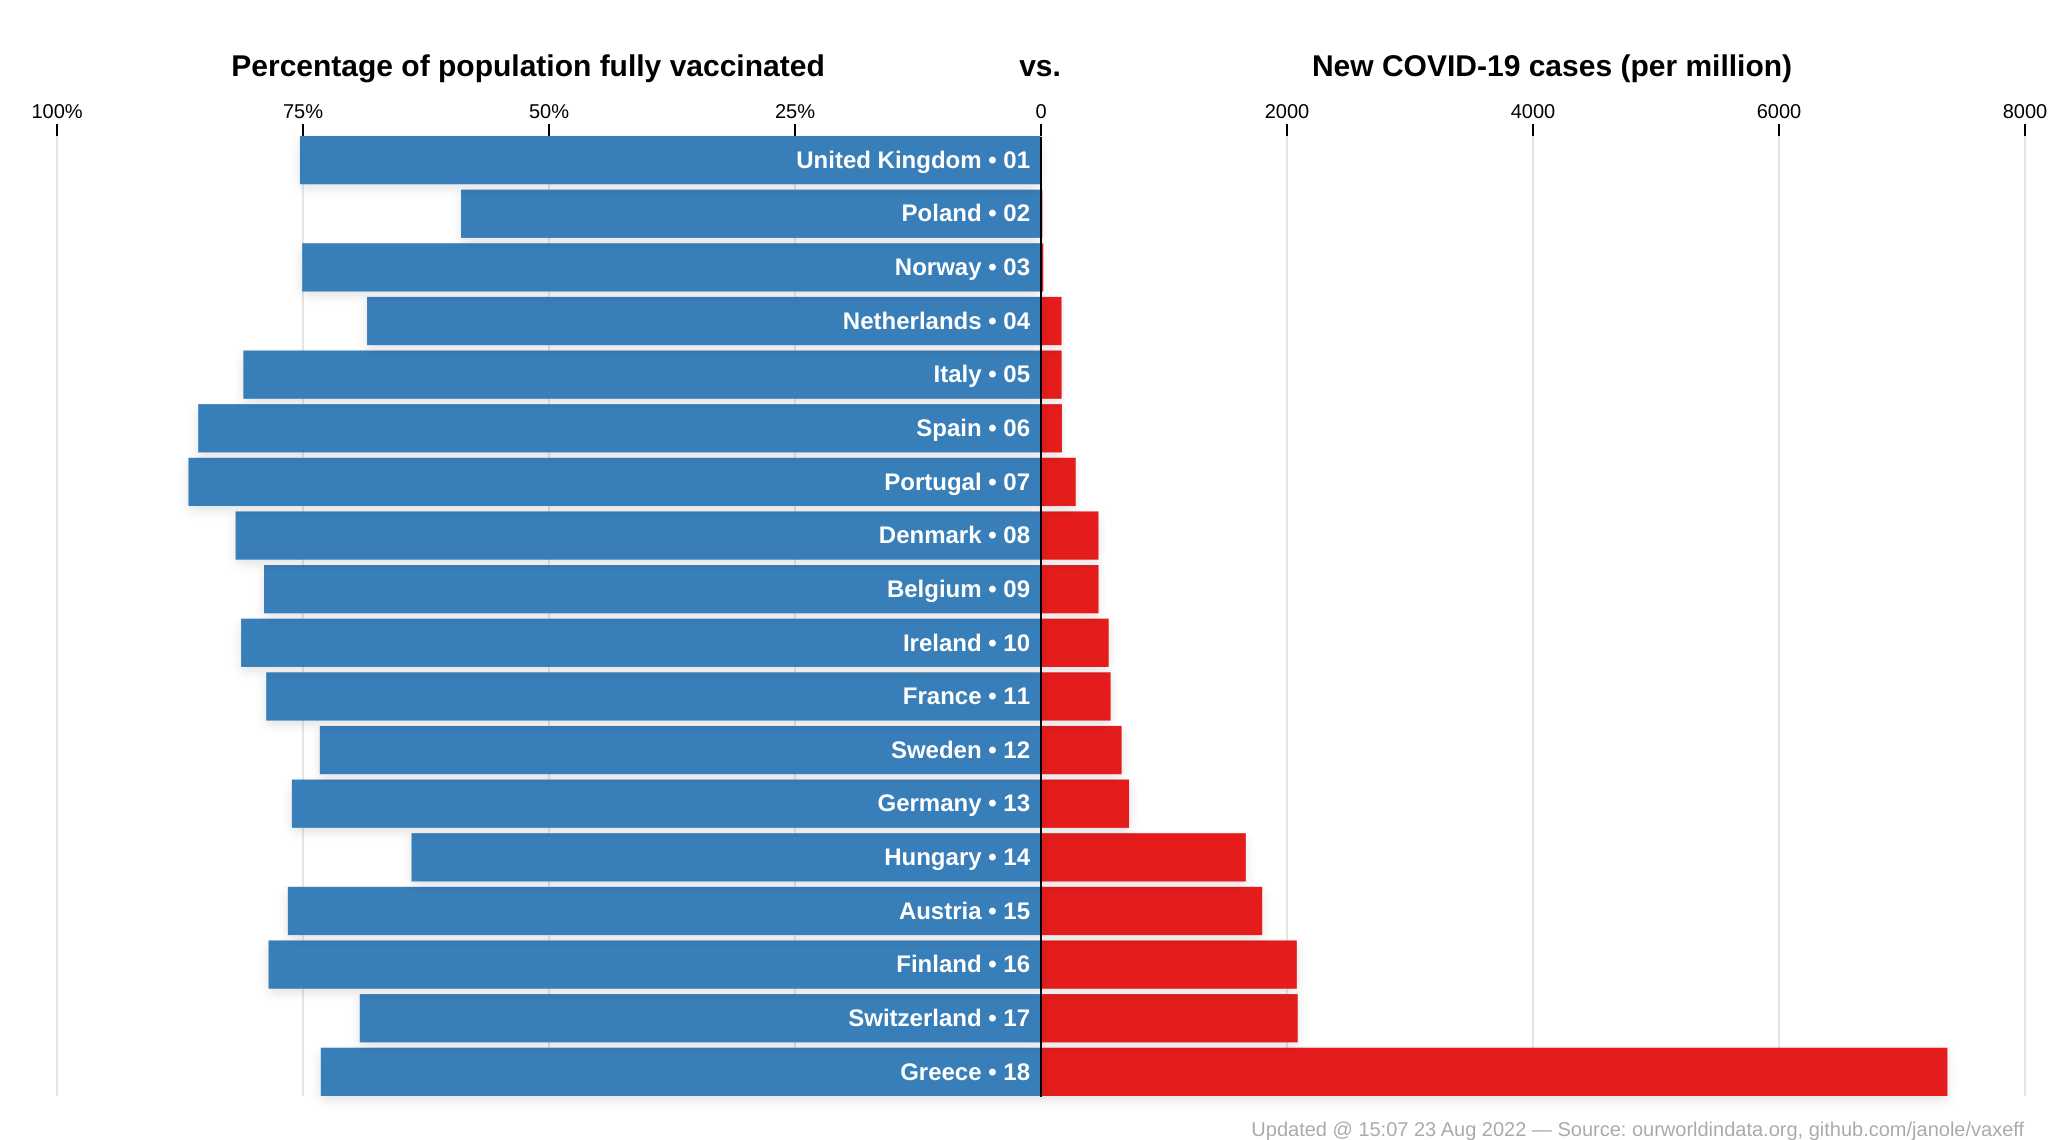 Percentage of population fully vaccinated vs. New COVID-19 cases (per million)
100% 75% 50% 25% 0 2000 4000 6000 8000
United Kingdom • 01
Poland • 02
Norway • 03
Netherlands • 04
Italy • 05
Spain • 06
Portugal • 07
Denmark • 08
Belgium • 09
Ireland • 10
France • 11
Sweden • 12
Germany • 13
Hungary • 14
Austria • 15
Finland • 16
Switzerland • 17
Greece • 18
Updated @ 15:07 23 Aug 2022 — Source: ourworldindata.org, github.com/janole/vaxeff